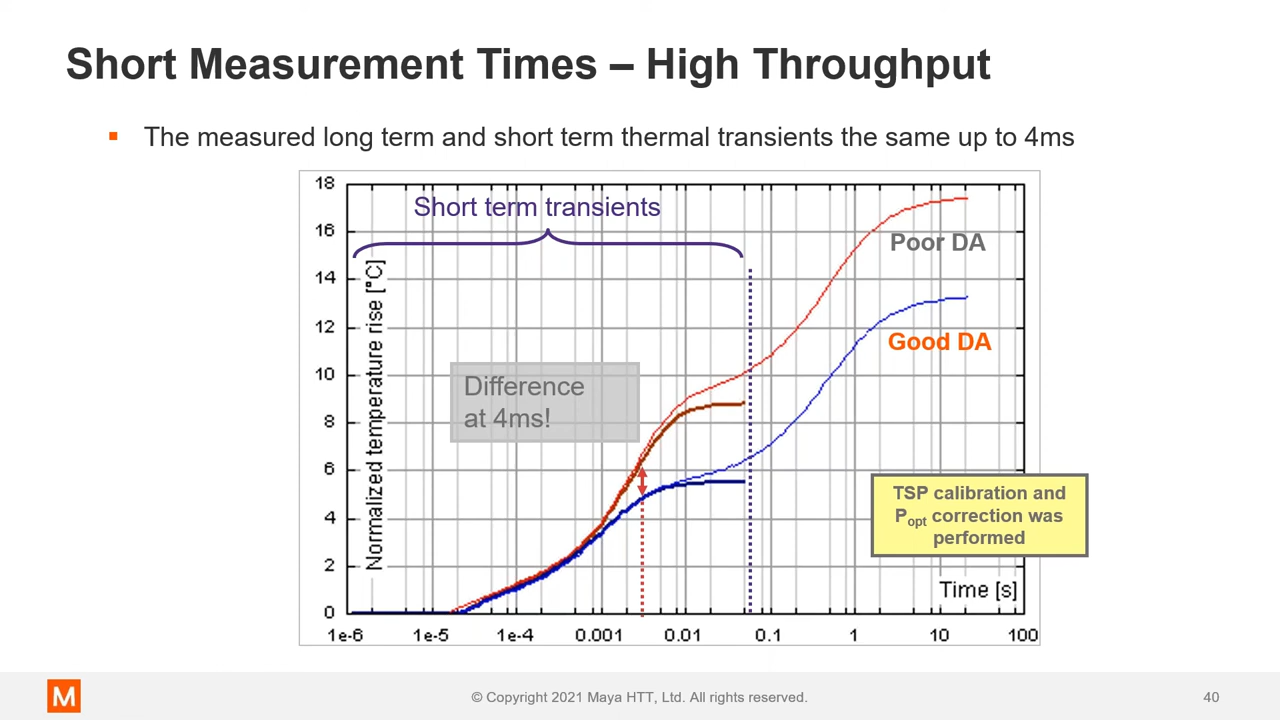 Short Measurement Times – High Throughput
▪ The measured long term and short term thermal transients the same up to 4ms
18
16
14
12
10
8
6
4
2
0
Normalized temperature rise [°C]
Short term transients
Poor DA
Good DA
Difference
at 4ms!
TSP calibration and
Popt correction was
performed
Time [s]
1e-6 1e-5 1e-4 0.001 0.01 0.1 1 10 100
M
© Copyright 2021 Maya HTT, Ltd. All rights reserved.
40